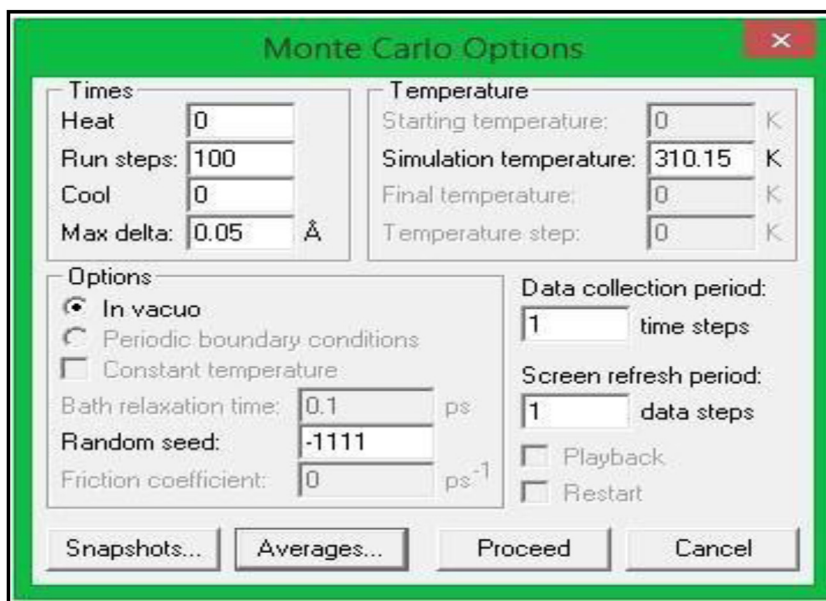 Monte Carlo Options
Times
Heat 0
Run steps: 100
Cool 0
Max delta: 0.05 Å
Temperature
Starting temperature: 0 K
Simulation temperature: 310.15 K
Final temperature: 0 K
Temperature step: 0 K
Options
In vacuo
Periodic boundary conditions
Constant temperature
Bath relaxation time: 0.1 ps
Random seed: -1111
Friction coefficient: 0 ps⁻¹
Data collection period:
1 time steps
Screen refresh period:
1 data steps
Playback
Restart
Snapshots... Averages... Proceed Cancel